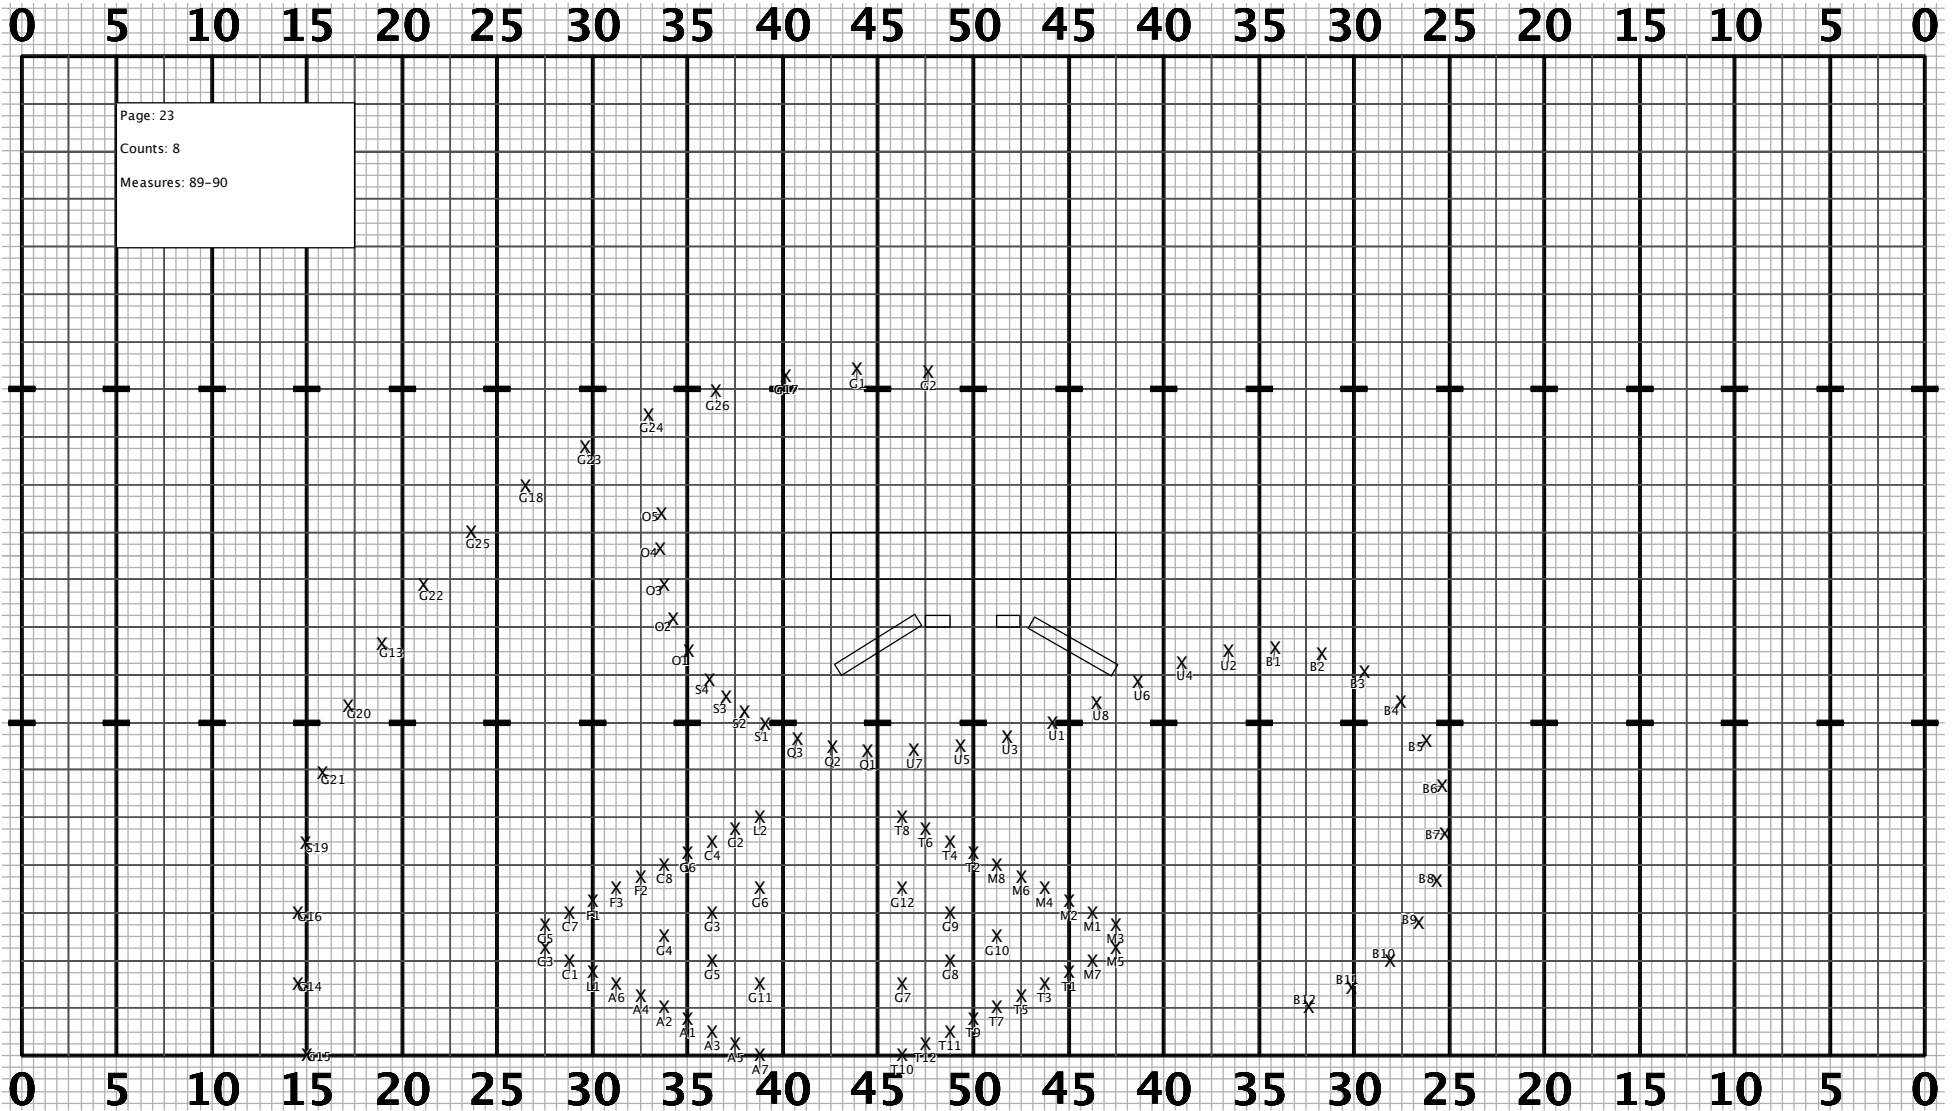 0 5 10 15 20 25 30 35 40 45 50 45 40 35 30 25 20 15 10 5 0
Page: 23
Counts: 8
Measures: 89-90
G1 G2
G17
G26
G24
G23
G18
O5
G25
O4
G22 O3
O2
G13 O1 U2 B1 B2
U4
S4 U6 B3
S3
G20 S2 U8 B4
S1 U1
Q3 U3 B5
Q2 Q1 U7 U5
G21 B6
L2 T8
C2 T6 B7
S19 C4 T4
G6 T2
C8 M8
F2 M6 B8
F3 G6 G12 M4
G16 F1 M2
C7 G3 G9 M1 B9
G5 M3
G4 G10 B10
G3 M5
C1 G5 G8 M7
G14 L1 T1 B11
A6 G11 G7 T3
A4 T5 B12
A2 T7
A1 T9
A3 T11
G15 A5 T12
A7 T10
0 5 10 15 20 25 30 35 40 45 50 45 40 35 30 25 20 15 10 5 0